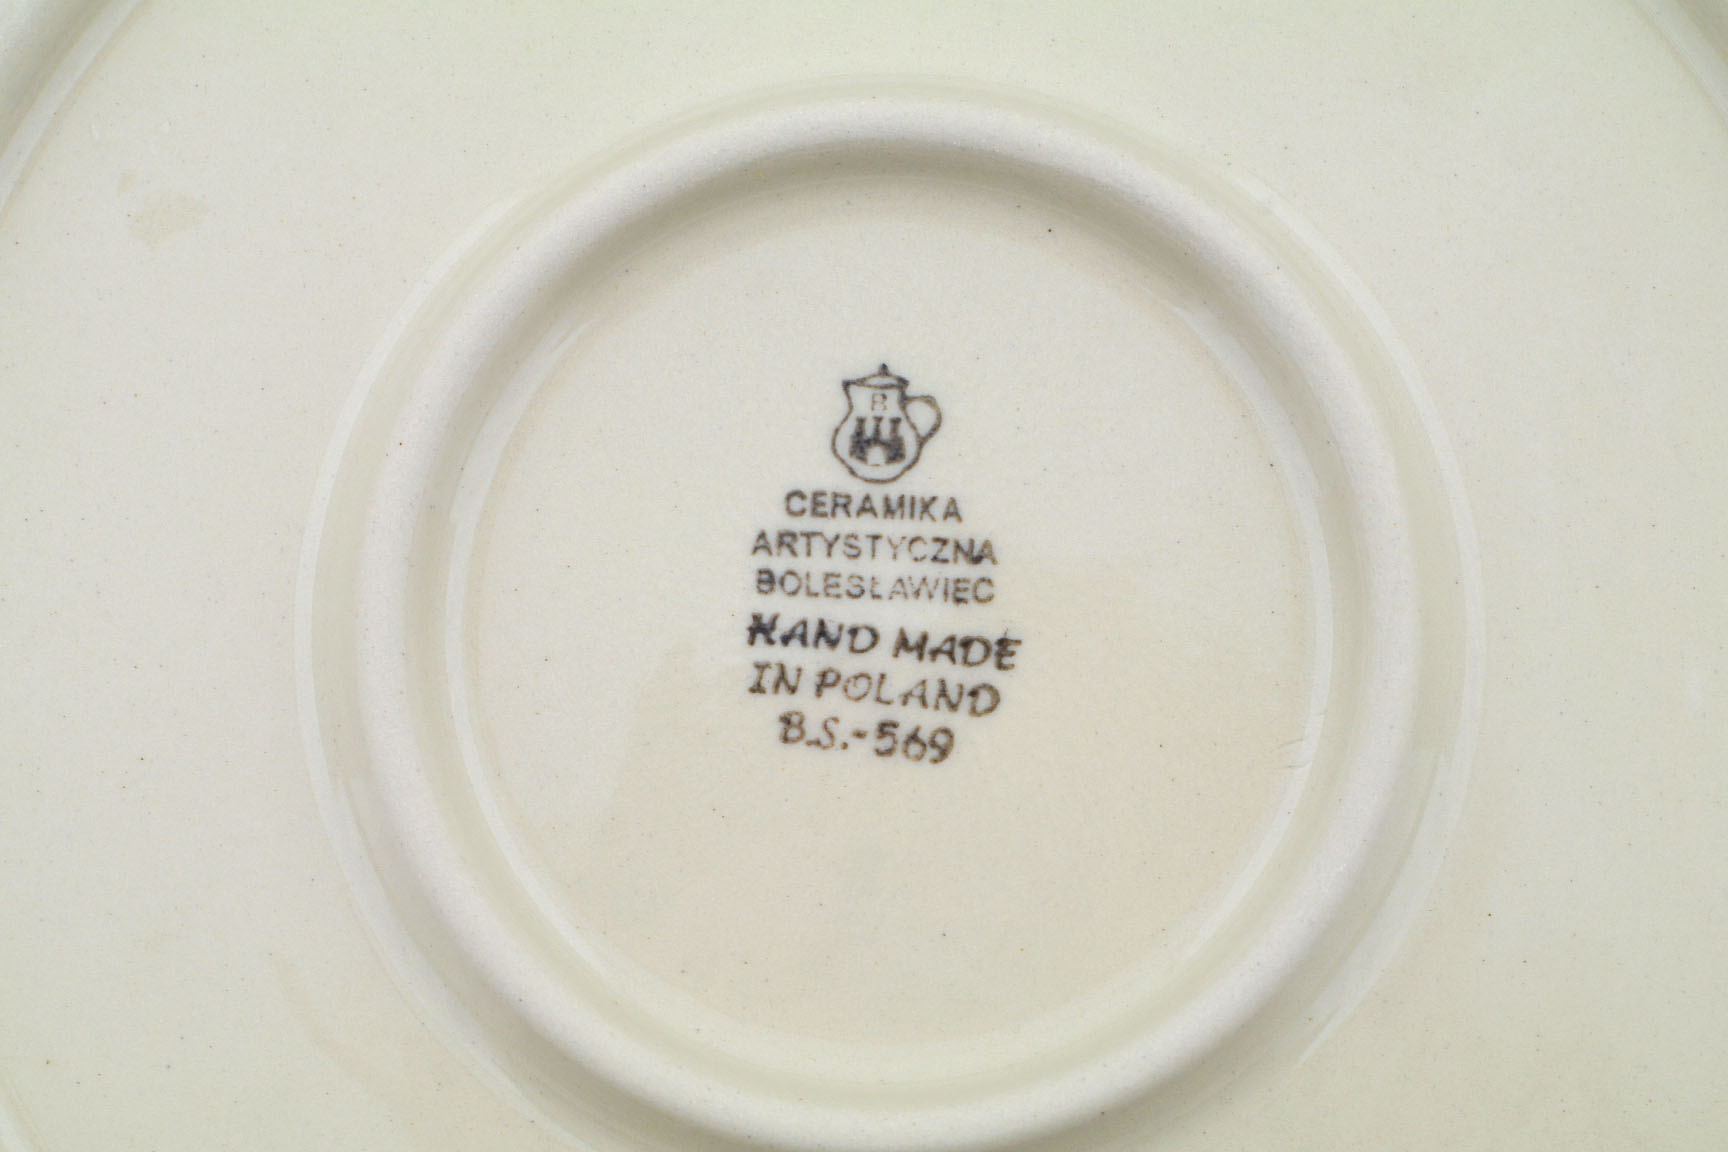 B
CERAMIKA
ARTYSTYCZNA
BOLESŁAWIEC
HAND MADE
IN POLAND
B.S.-569